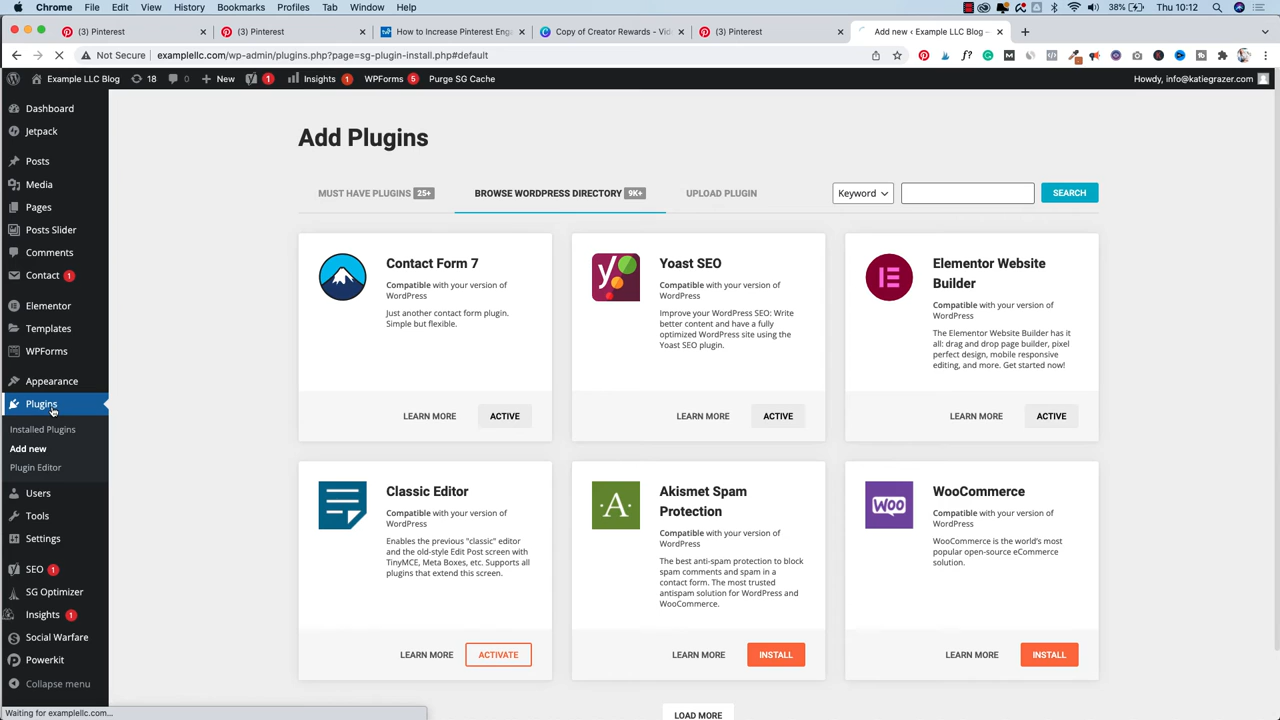 Chrome File Edit View History Bookmarks Profiles Tab Window Help 38% Thu 10:12
(3) Pinterest × (3) Pinterest × How to Increase Pinterest Eng × Copy of Creator Rewards - Vid × (3) Pinterest × Add new ‹ Example LLC Blog — ×
examplellc.com/wp-admin/plugins.php?page=sg-plugin-install.php#default
Example LLC Blog 18 0 + New 1 Insights 1 WPForms 5 Purge SG Cache Howdy, info@katiegrazer.com
Dashboard
Jetpack
Posts
Media
Pages
Posts Slider
Comments
Contact 1
Elementor
Templates
WPForms
Appearance
Plugins
Installed Plugins
Add new
Plugin Editor
Users
Tools
Settings
SEO 1
SG Optimizer
Insights 1
Social Warfare
Powerkit
Collapse menu
Waiting for examplellc.com...
Add Plugins
MUST HAVE PLUGINS 25+ BROWSE WORDPRESS DIRECTORY 9K+ UPLOAD PLUGIN Keyword SEARCH
Contact Form 7
Compatible with your version of
WordPress
Just another contact form plugin.
Simple but flexible.
LEARN MORE ACTIVE
Yoast SEO
Compatible with your version of
WordPress
Improve your WordPress SEO: Write
better content and have a fully
optimized WordPress site using the
Yoast SEO plugin.
LEARN MORE ACTIVE
Elementor Website
Builder
Compatible with your version of
WordPress
The Elementor Website Builder has it
all: drag and drop page builder, pixel
perfect design, mobile responsive
editing, and more. Get started now!
LEARN MORE ACTIVE
Classic Editor
Compatible with your version of
WordPress
Enables the previous "classic" editor
and the old-style Edit Post screen with
TinyMCE, Meta Boxes, etc. Supports all
plugins that extend this screen.
LEARN MORE ACTIVATE
Akismet Spam
Protection
Compatible with your version of
WordPress
The best anti-spam protection to block
spam comments and spam in a
contact form. The most trusted
antispam solution for WordPress and
WooCommerce.
LEARN MORE INSTALL
WOO
WooCommerce
Compatible with your version of
WordPress
WooCommerce is the world's most
popular open-source eCommerce
solution.
LEARN MORE INSTALL
LOAD MORE